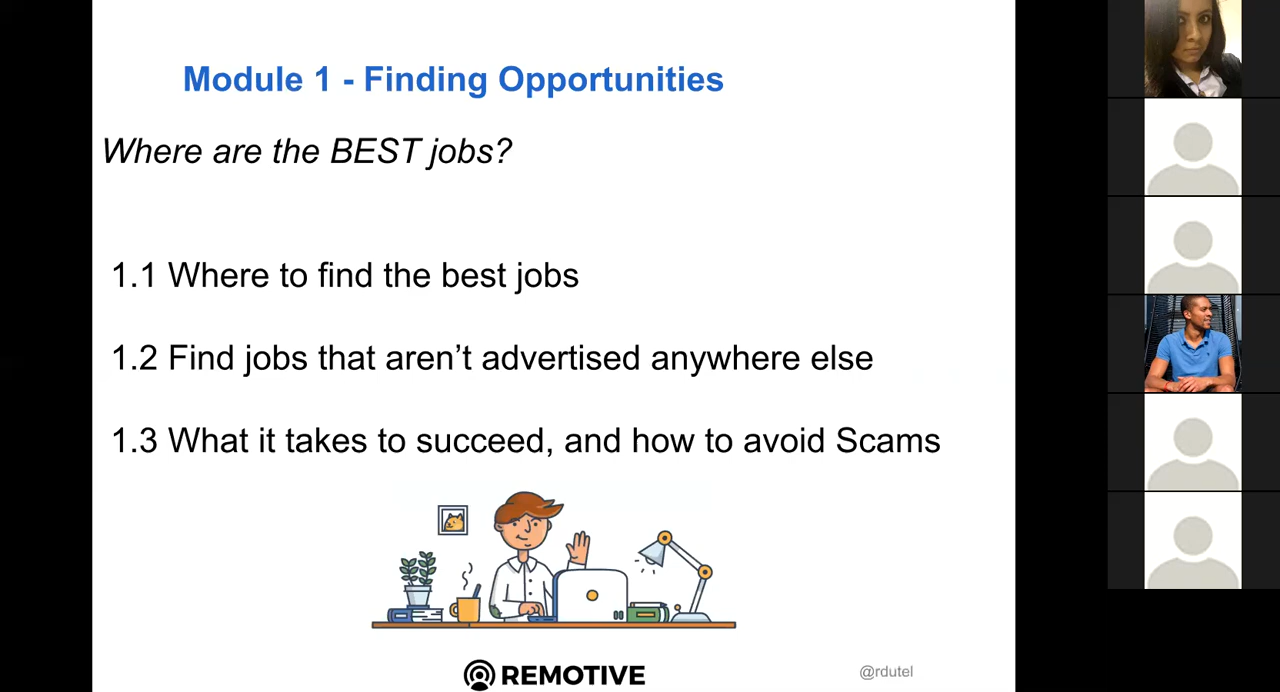 Module 1 - Finding Opportunities
Where are the BEST jobs?
1.1 Where to find the best jobs
1.2 Find jobs that aren’t advertised anywhere else
1.3 What it takes to succeed, and how to avoid Scams
REMOTIVE
@rdutel